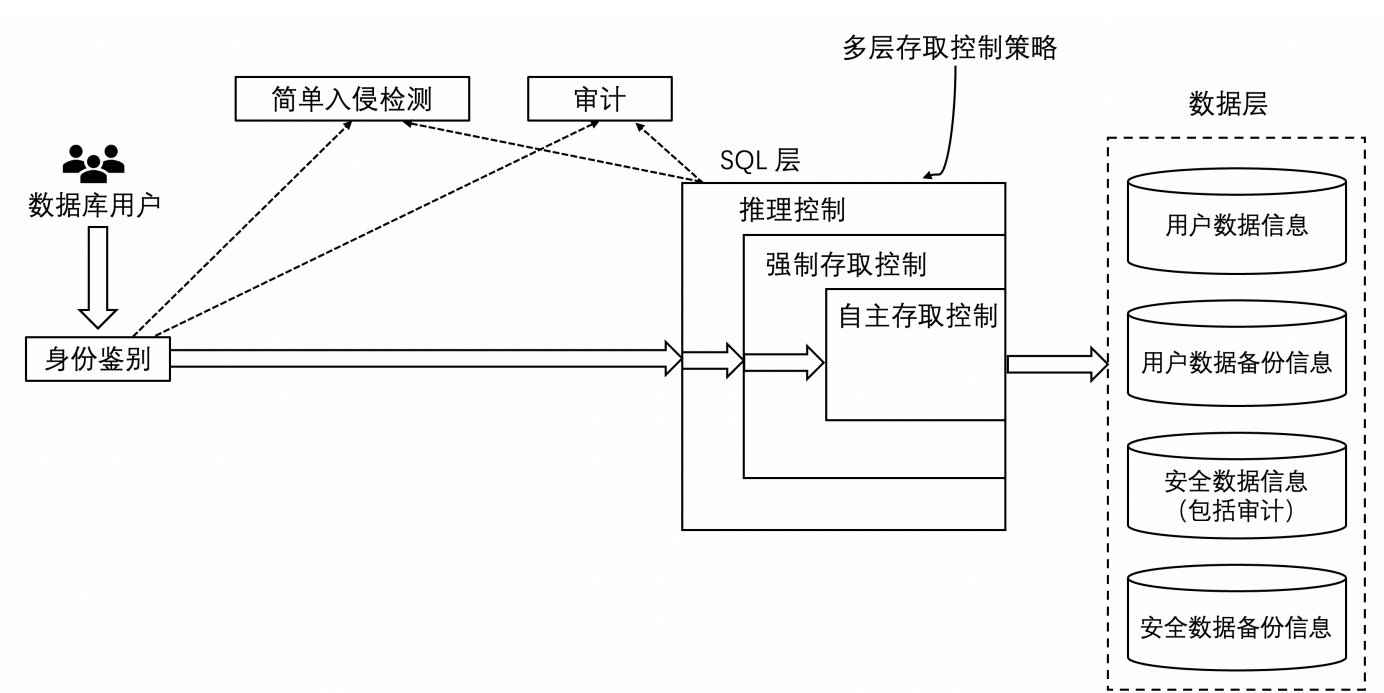 多层存取控制策略
简单入侵检测
审计
数据层
SQL 层
数据库用户
推理控制
强制存取控制
自主存取控制
身份鉴别
用户数据信息
用户数据备份信息
安全数据信息
（包括审计）
安全数据备份信息